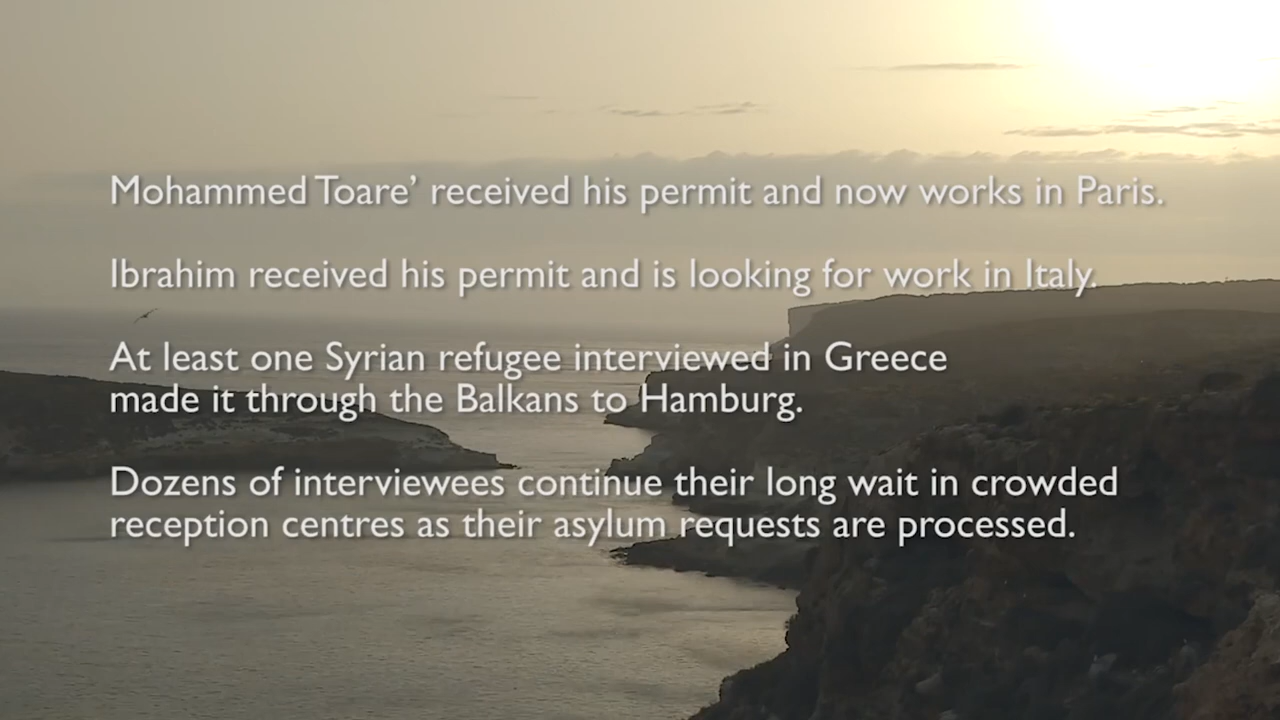 Mohammed Toare’ received his permit and now works in Paris.
Ibrahim received his permit and is looking for work in Italy.
At least one Syrian refugee interviewed in Greece
made it through the Balkans to Hamburg.
Dozens of interviewees continue their long wait in crowded
reception centres as their asylum requests are processed.